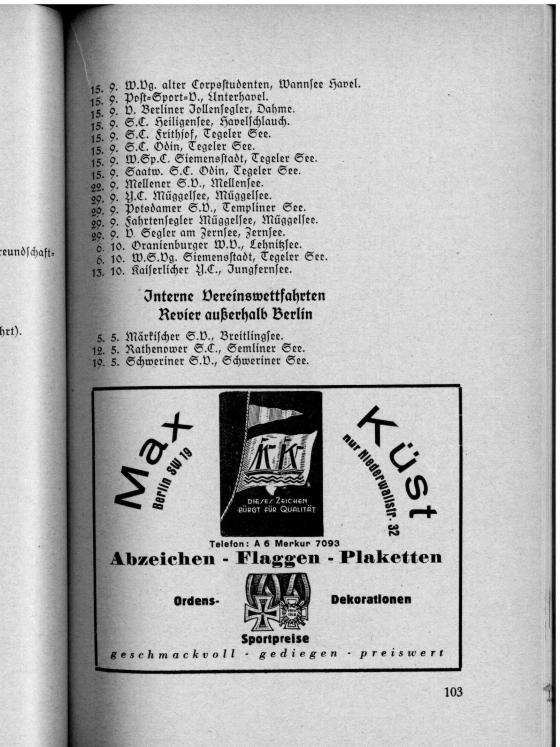 reundschaft-
hrt).
15. 9. W.Vg. alter Corpsstudenten, Wannsee Havel.
15. 9. Post-Sport-V., Unterhavel.
15. 9. V. Berliner Jollensegler, Dahme.
15. 9. S.C. Heiligensee, Havelschlauch.
15. 9. S.C. Frithjof, Tegeler See.
15. 9. S.C. Odin, Tegeler See.
15. 9. W.Sp.C. Siemensstadt, Tegeler See.
15. 9. Saatw. S.C. Odin, Tegeler See.
22. 9. Mellener S.V., Mellensee.
29. 9. Y.C. Müggelsee, Müggelsee.
29. 9. Potsdamer S.V., Templiner See.
29. 9. Fahrtensegler Müggelsee, Müggelsee.
29. 9. V. Segler am Zernsee, Zernsee.
6. 10. Oranienburger W.V., Lehnitzsee.
6. 10. W.S.Vg. Siemensstadt, Tegeler See.
13. 10. Kaiserlicher Y.C., Jungfernsee.
Interne Vereinswettfahrten
Revier außerhalb Berlin
5. 5. Märkischer S.V., Breitlingsee.
12. 5. Rathenower S.C., Semliner See.
19. 5. Schweriner S.V., Schweriner See.
Max
Berlin SW 19
Küst
nur Niederwallstr. 32
DIESES ZEICHEN
BÜRGT FÜR QUALITÄT
Telefon: A 6 Merkur 7093
Abzeichen - Flaggen - Plaketten
Ordens- Dekorationen
Sportpreise
geschmackvoll - gediegen - preiswert
103